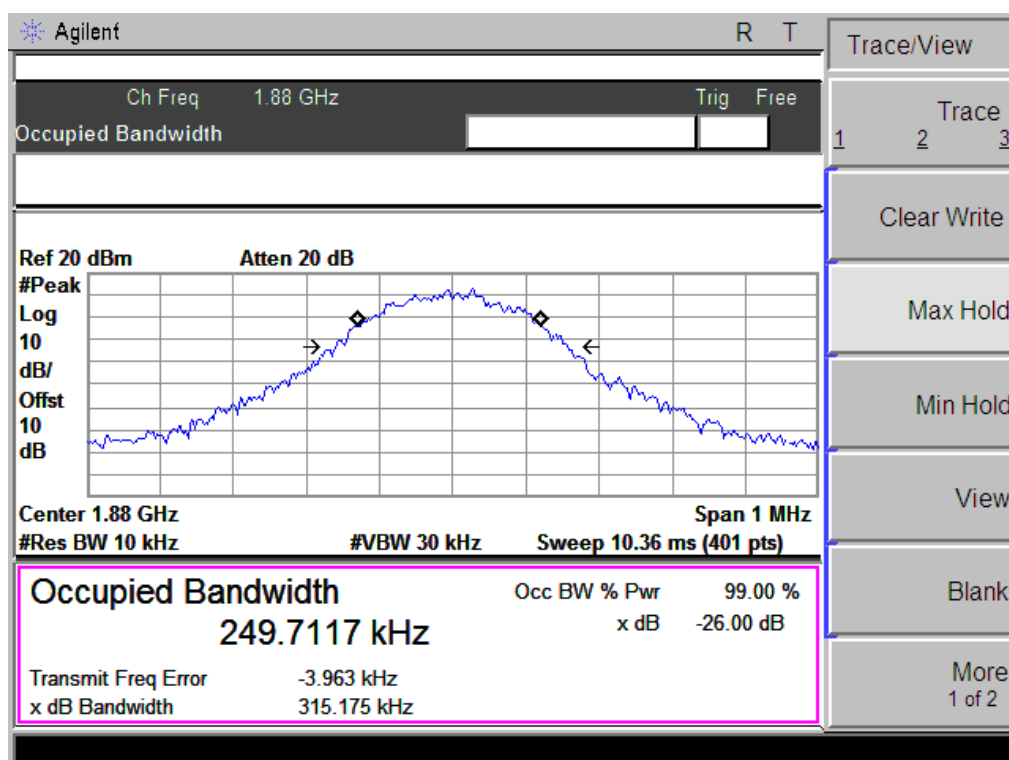 Agilent R T
Trace/View
Ch Freq 1.88 GHz Trig Free
Occupied Bandwidth
Trace
1 2 3
Clear Write
Max Hold
Min Hold
View
Blank
More
1 of 2
Ref 20 dBm Atten 20 dB
#Peak
Log
10
dB/
Offst
10
dB
Center 1.88 GHz Span 1 MHz
#Res BW 10 kHz #VBW 30 kHz Sweep 10.36 ms (401 pts)
Occupied Bandwidth Occ BW % Pwr 99.00 %
249.7117 kHz x dB -26.00 dB
Transmit Freq Error -3.963 kHz
x dB Bandwidth 315.175 kHz